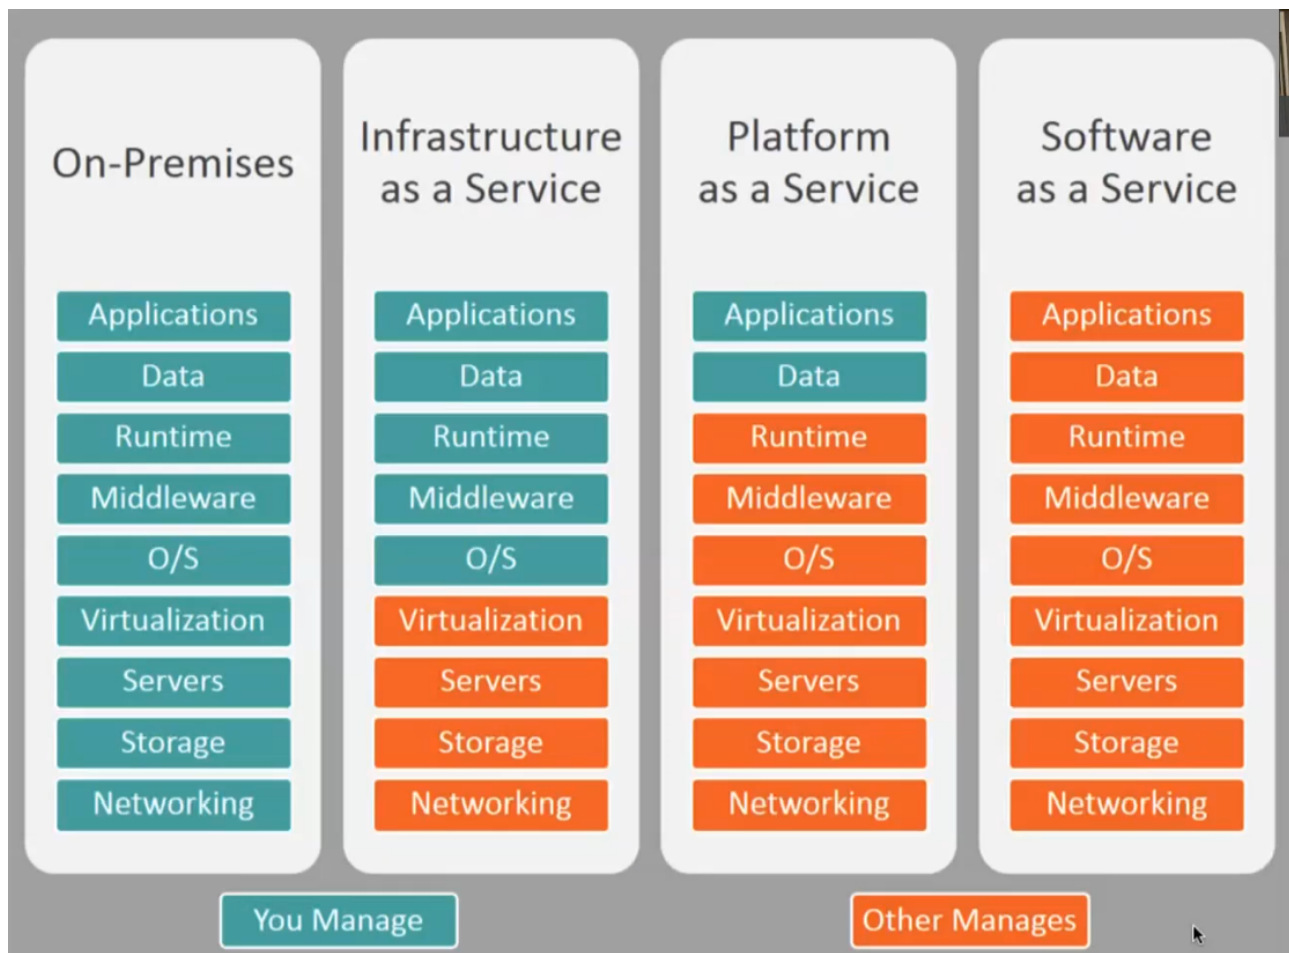 On-Premises
Applications
Data
Runtime
Middleware
O/S
Virtualization
Servers
Storage
Networking
Infrastructure
as a Service
Applications
Data
Runtime
Middleware
O/S
Virtualization
Servers
Storage
Networking
Platform
as a Service
Applications
Data
Runtime
Middleware
O/S
Virtualization
Servers
Storage
Networking
Software
as a Service
Applications
Data
Runtime
Middleware
O/S
Virtualization
Servers
Storage
Networking
You Manage
Other Manages